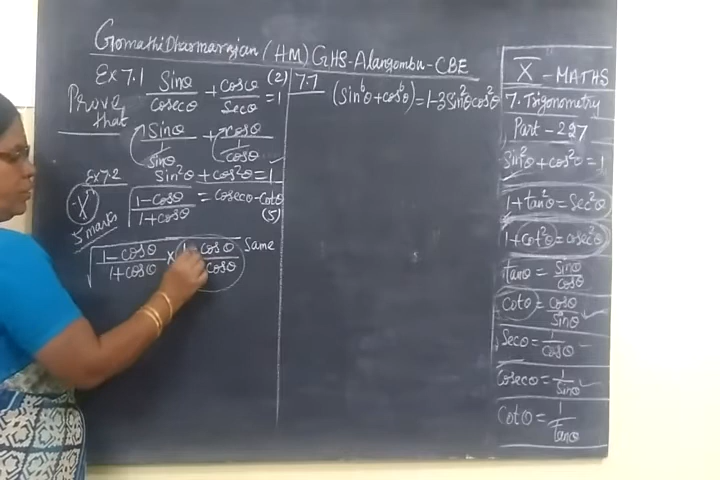 Gomathi Dharmarajan (HM) GHS-Alangombu-CBE
Ex 7.1 Sinθ/cosecθ + cosθ/secθ = 1 (2)
Prove that
Sinθ/(1/sinθ) + cosθ/(1/cosθ)
Sin²θ + cos²θ = 1
Ex 7.2
X
5 marks
√((1-cosθ)/(1+cosθ)) = cosecθ-cotθ (5)
√((1-cosθ)/(1+cosθ) × cosθ/cosθ Same
7.7 (sin⁶θ+cos⁶θ)=1-3sin²θcos²θ
X - MATHS
7. Trigonometry
Part - 227
Sin²θ + cos²θ = 1
1+tan²θ=Sec²θ
1+cot²θ=cosec²θ
tanθ = sinθ/cosθ
Cotθ = cosθ/sinθ
Secθ = 1/cosθ
Cosecθ = 1/sinθ
Cotθ = 1/tanθ